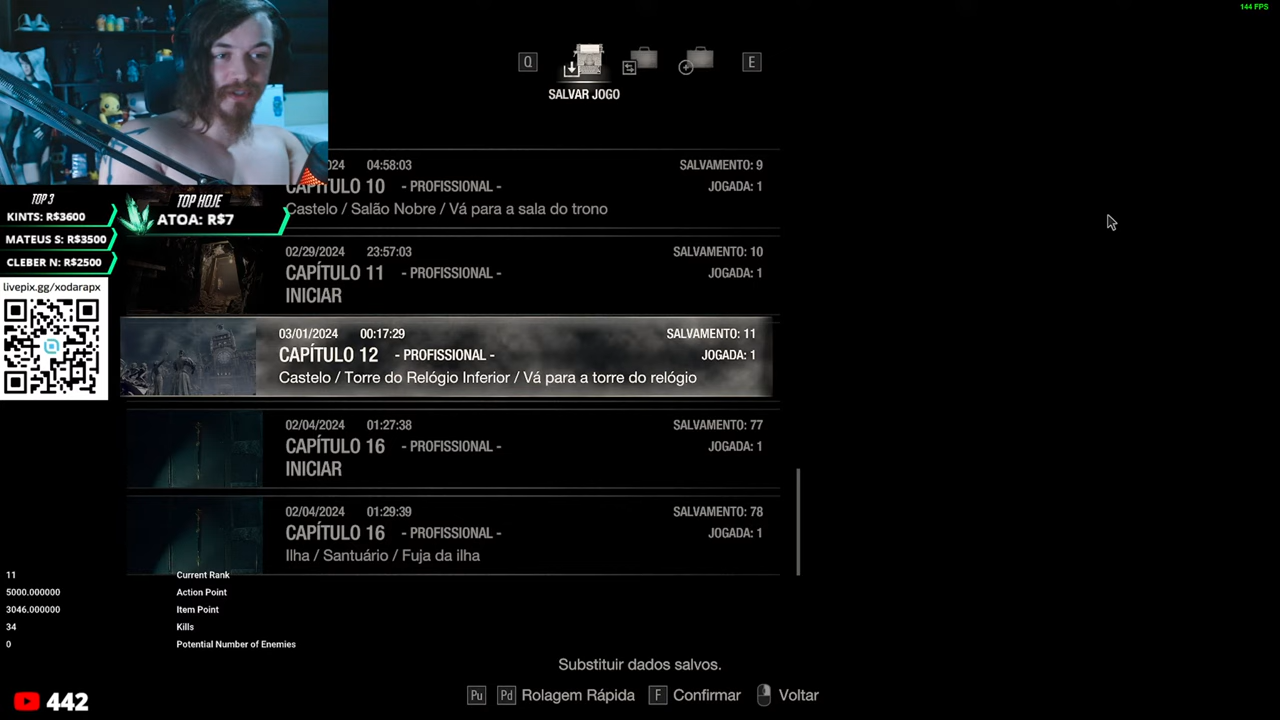 144 FPS
Q
E
SALVAR JOGO
2024 04:58:03 SALVAMENTO: 9
CAPÍTULO 10 - PROFISSIONAL - JOGADA: 1
Castelo / Salão Nobre / Vá para a sala do trono
02/29/2024 23:57:03 SALVAMENTO: 10
CAPÍTULO 11 - PROFISSIONAL - JOGADA: 1
INICIAR
03/01/2024 00:17:29 SALVAMENTO: 11
CAPÍTULO 12 - PROFISSIONAL - JOGADA: 1
Castelo / Torre do Relógio Inferior / Vá para a torre do relógio
02/04/2024 01:27:38 SALVAMENTO: 77
CAPÍTULO 16 - PROFISSIONAL - JOGADA: 1
INICIAR
02/04/2024 01:29:39 SALVAMENTO: 78
CAPÍTULO 16 - PROFISSIONAL - JOGADA: 1
Ilha / Santuário / Fuja da ilha
TOP 3
KINTS: R$3600
MATEUS S: R$3500
CLEBER N: R$2500
TOP HOJE
ATOA: R$7
livepix.gg/xodarapx
11 Current Rank
5000.000000 Action Point
3046.000000 Item Point
34 Kills
0 Potential Number of Enemies
Substituir dados salvos.
Pu Pd Rolagem Rápida F Confirmar Voltar
442